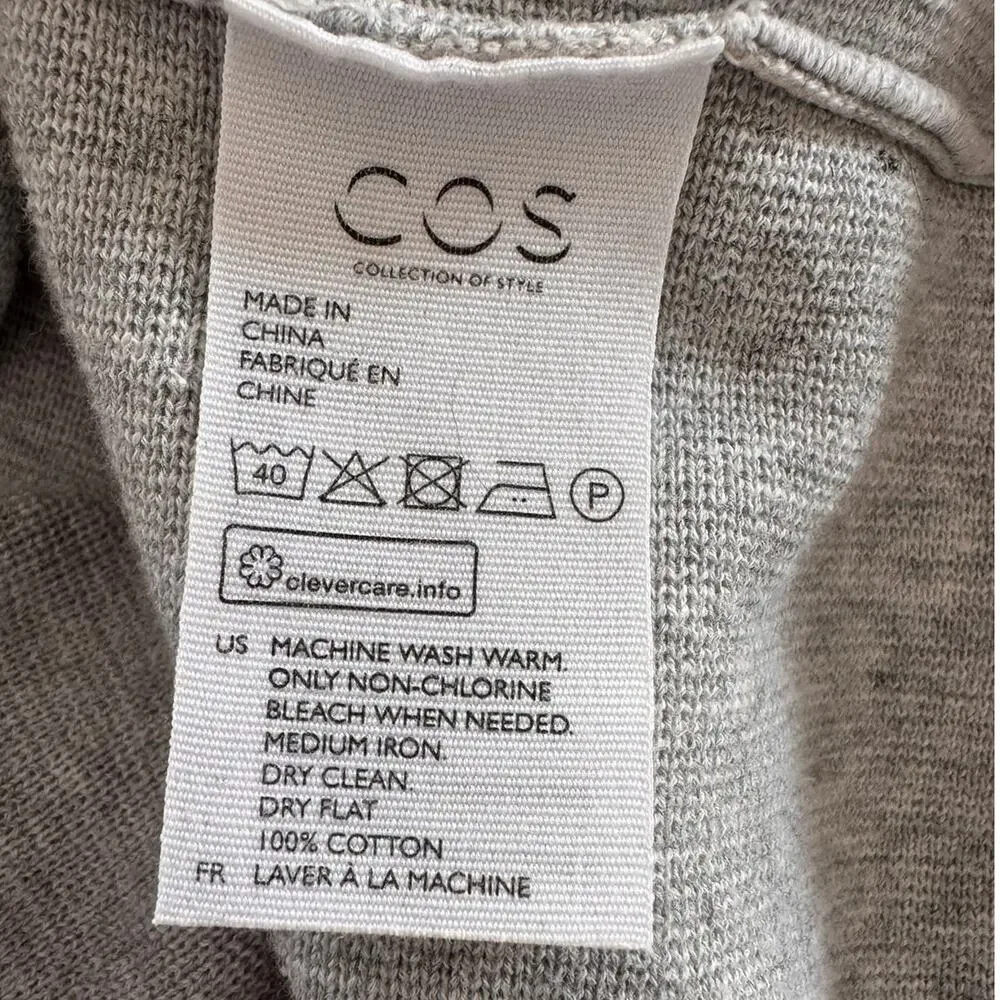 COS
COLLECTION OF STYLE
MADE IN
CHINA
FABRIQUÉ EN
CHINE
40 P
clevercare.info
US MACHINE WASH WARM.
ONLY NON-CHLORINE
BLEACH WHEN NEEDED.
MEDIUM IRON.
DRY CLEAN.
DRY FLAT
100% COTTON
FR LAVER À LA MACHINE